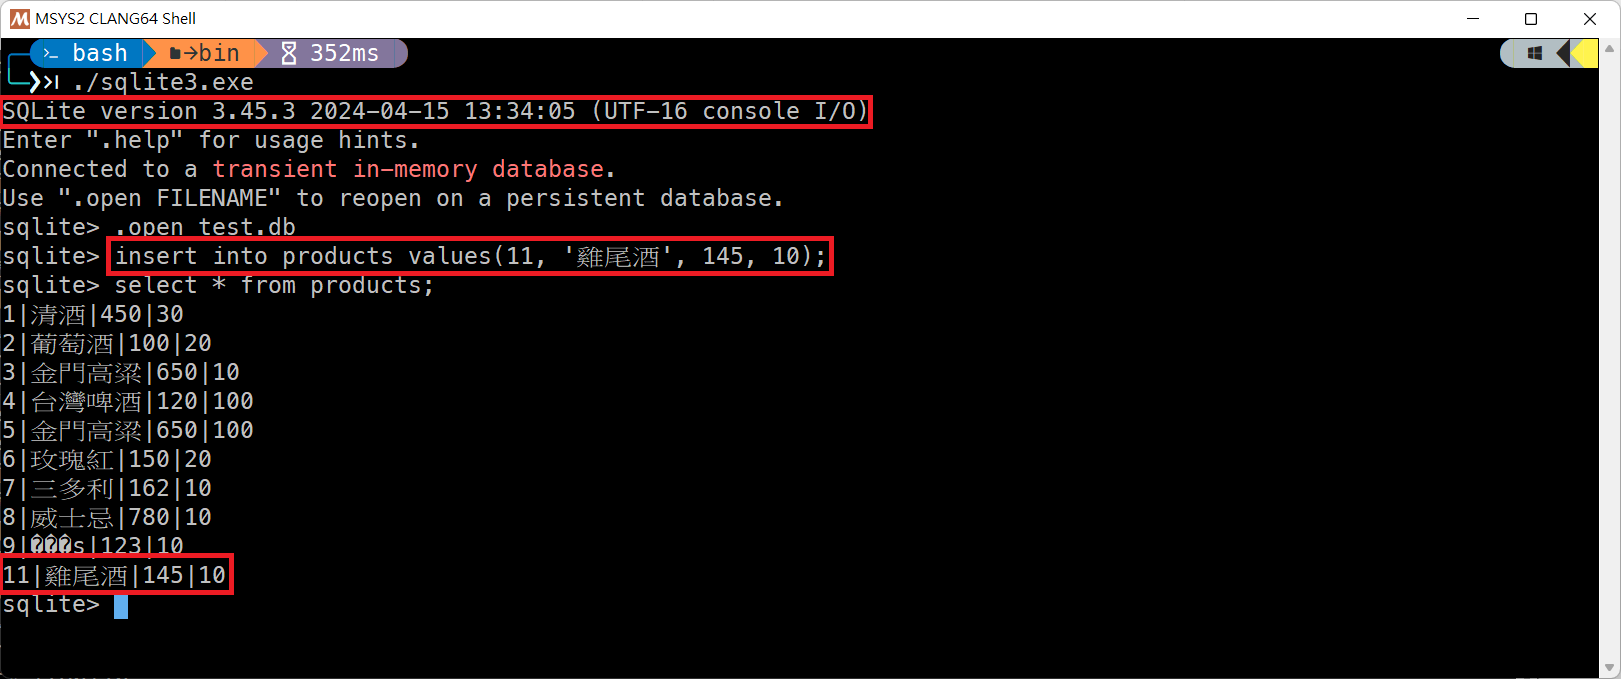 MSYS2 CLANG64 Shell
bash bin 352ms
./sqlite3.exe
SQLite version 3.45.3 2024-04-15 13:34:05 (UTF-16 console I/O)
Enter ".help" for usage hints.
Connected to a transient in-memory database.
Use ".open FILENAME" to reopen on a persistent database.
sqlite> .open test.db
sqlite> insert into products values(11, '雞尾酒', 145, 10);
sqlite> select * from products;
1|清酒|450|30
2|葡萄酒|100|20
3|金門高粱|650|10
4|台灣啤酒|120|100
5|金門高粱|650|100
6|玫瑰紅|150|20
7|三多利|162|10
8|威士忌|780|10
9|���s|123|10
11|雞尾酒|145|10
sqlite>